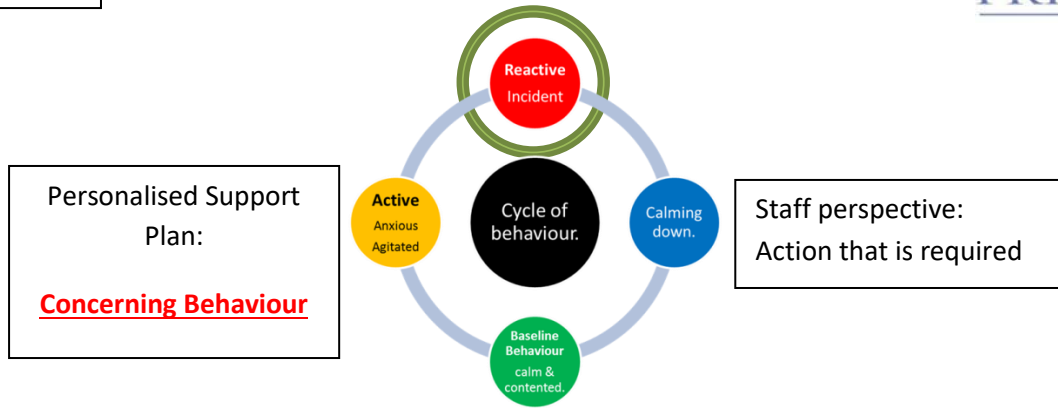 Reactive
Incident
Personalised Support
Plan:
Concerning Behaviour
Active
Anxious
Agitated
Cycle of
behaviour.
Calming
down.
Staff perspective:
Action that is required
Baseline
Behaviour
calm &
contented.